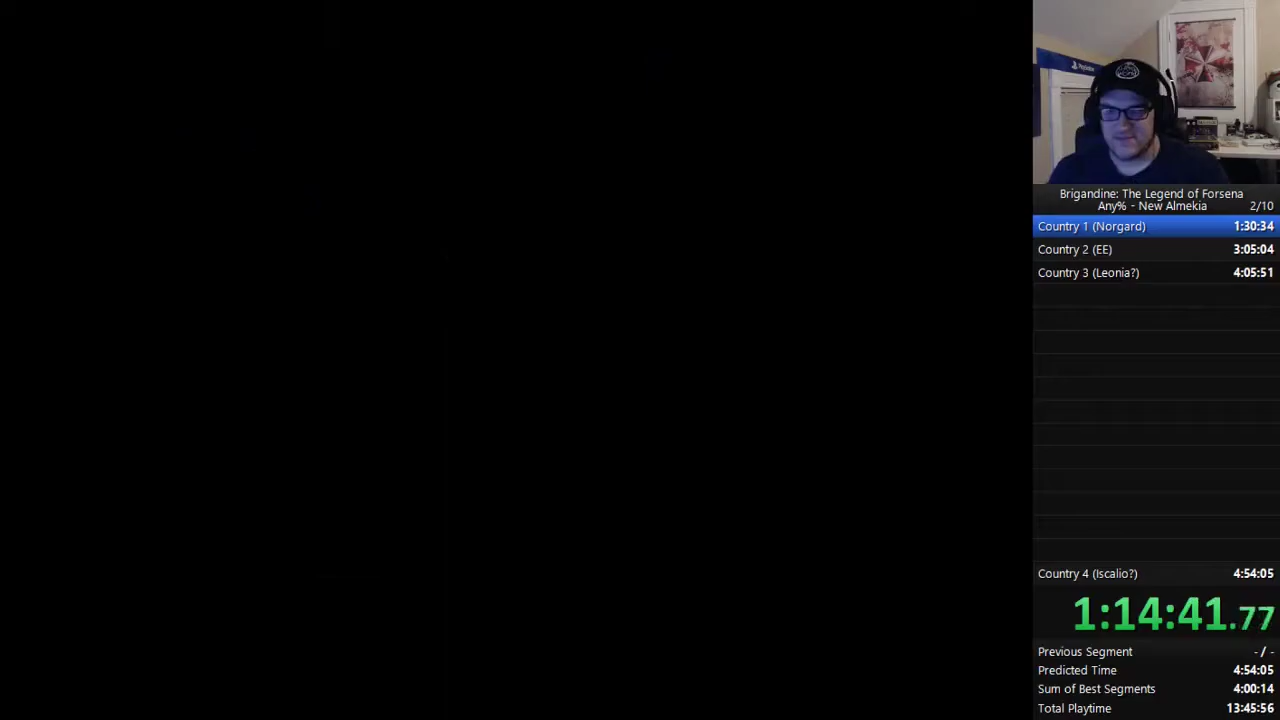 PlayStation
Brigandine: The Legend of Forsena
Any% - New Almekia 2/10
Country 1 (Norgard) 1:30:34
Country 2 (EE) 3:05:04
Country 3 (Leonia?) 4:05:51
Country 4 (Iscalio?) 4:54:05
1:14:41.77
Previous Segment - / -
Predicted Time 4:54:05
Sum of Best Segments 4:00:14
Total Playtime 13:45:56